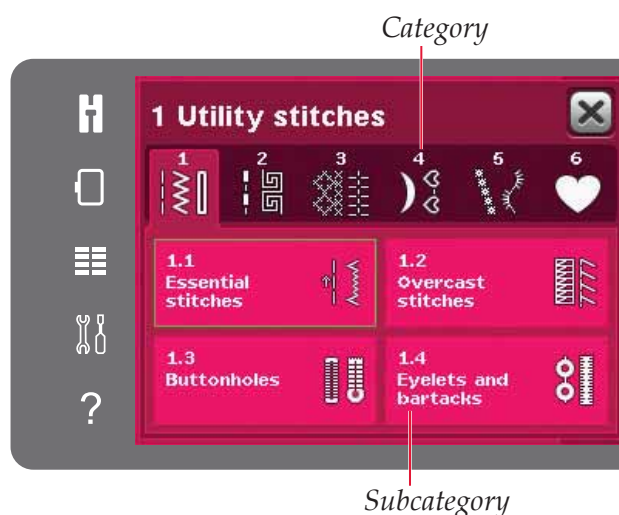 Category
1 Utility stitches
1 2 3 4 5 6
1.1
Essential
stitches
1.2
Overcast
stitches
1.3
Buttonholes
1.4
Eyelets and
bartacks
?
Subcategory